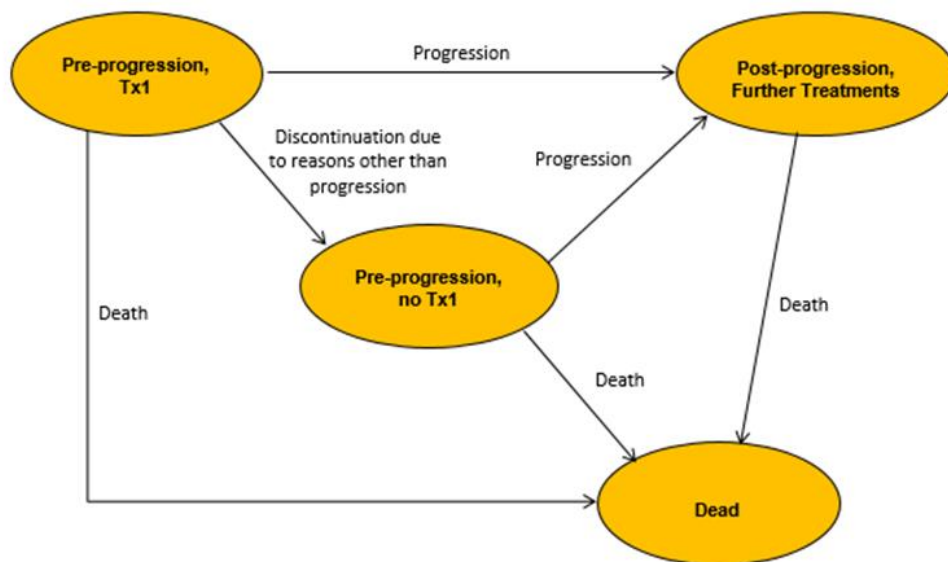 Pre-progression,
Tx1
Progression
Post-progression,
Further Treatments
Discontinuation due
to reasons other than
progression
Progression
Pre-progression,
no Tx1
Death
Death
Death
Dead